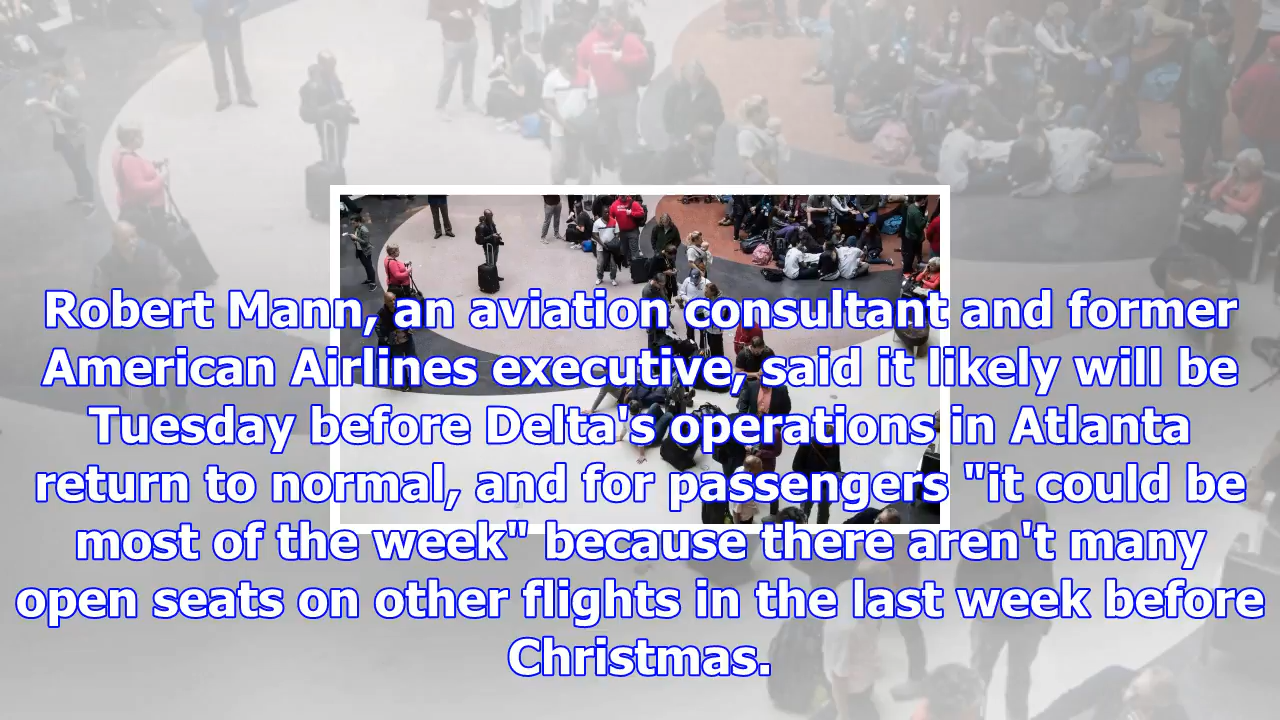 Robert Mann, an aviation consultant and former
American Airlines executive, said it likely will be
Tuesday before Delta's operations in Atlanta
return to normal, and for passengers "it could be
most of the week" because there aren't many
open seats on other flights in the last week before
Christmas.